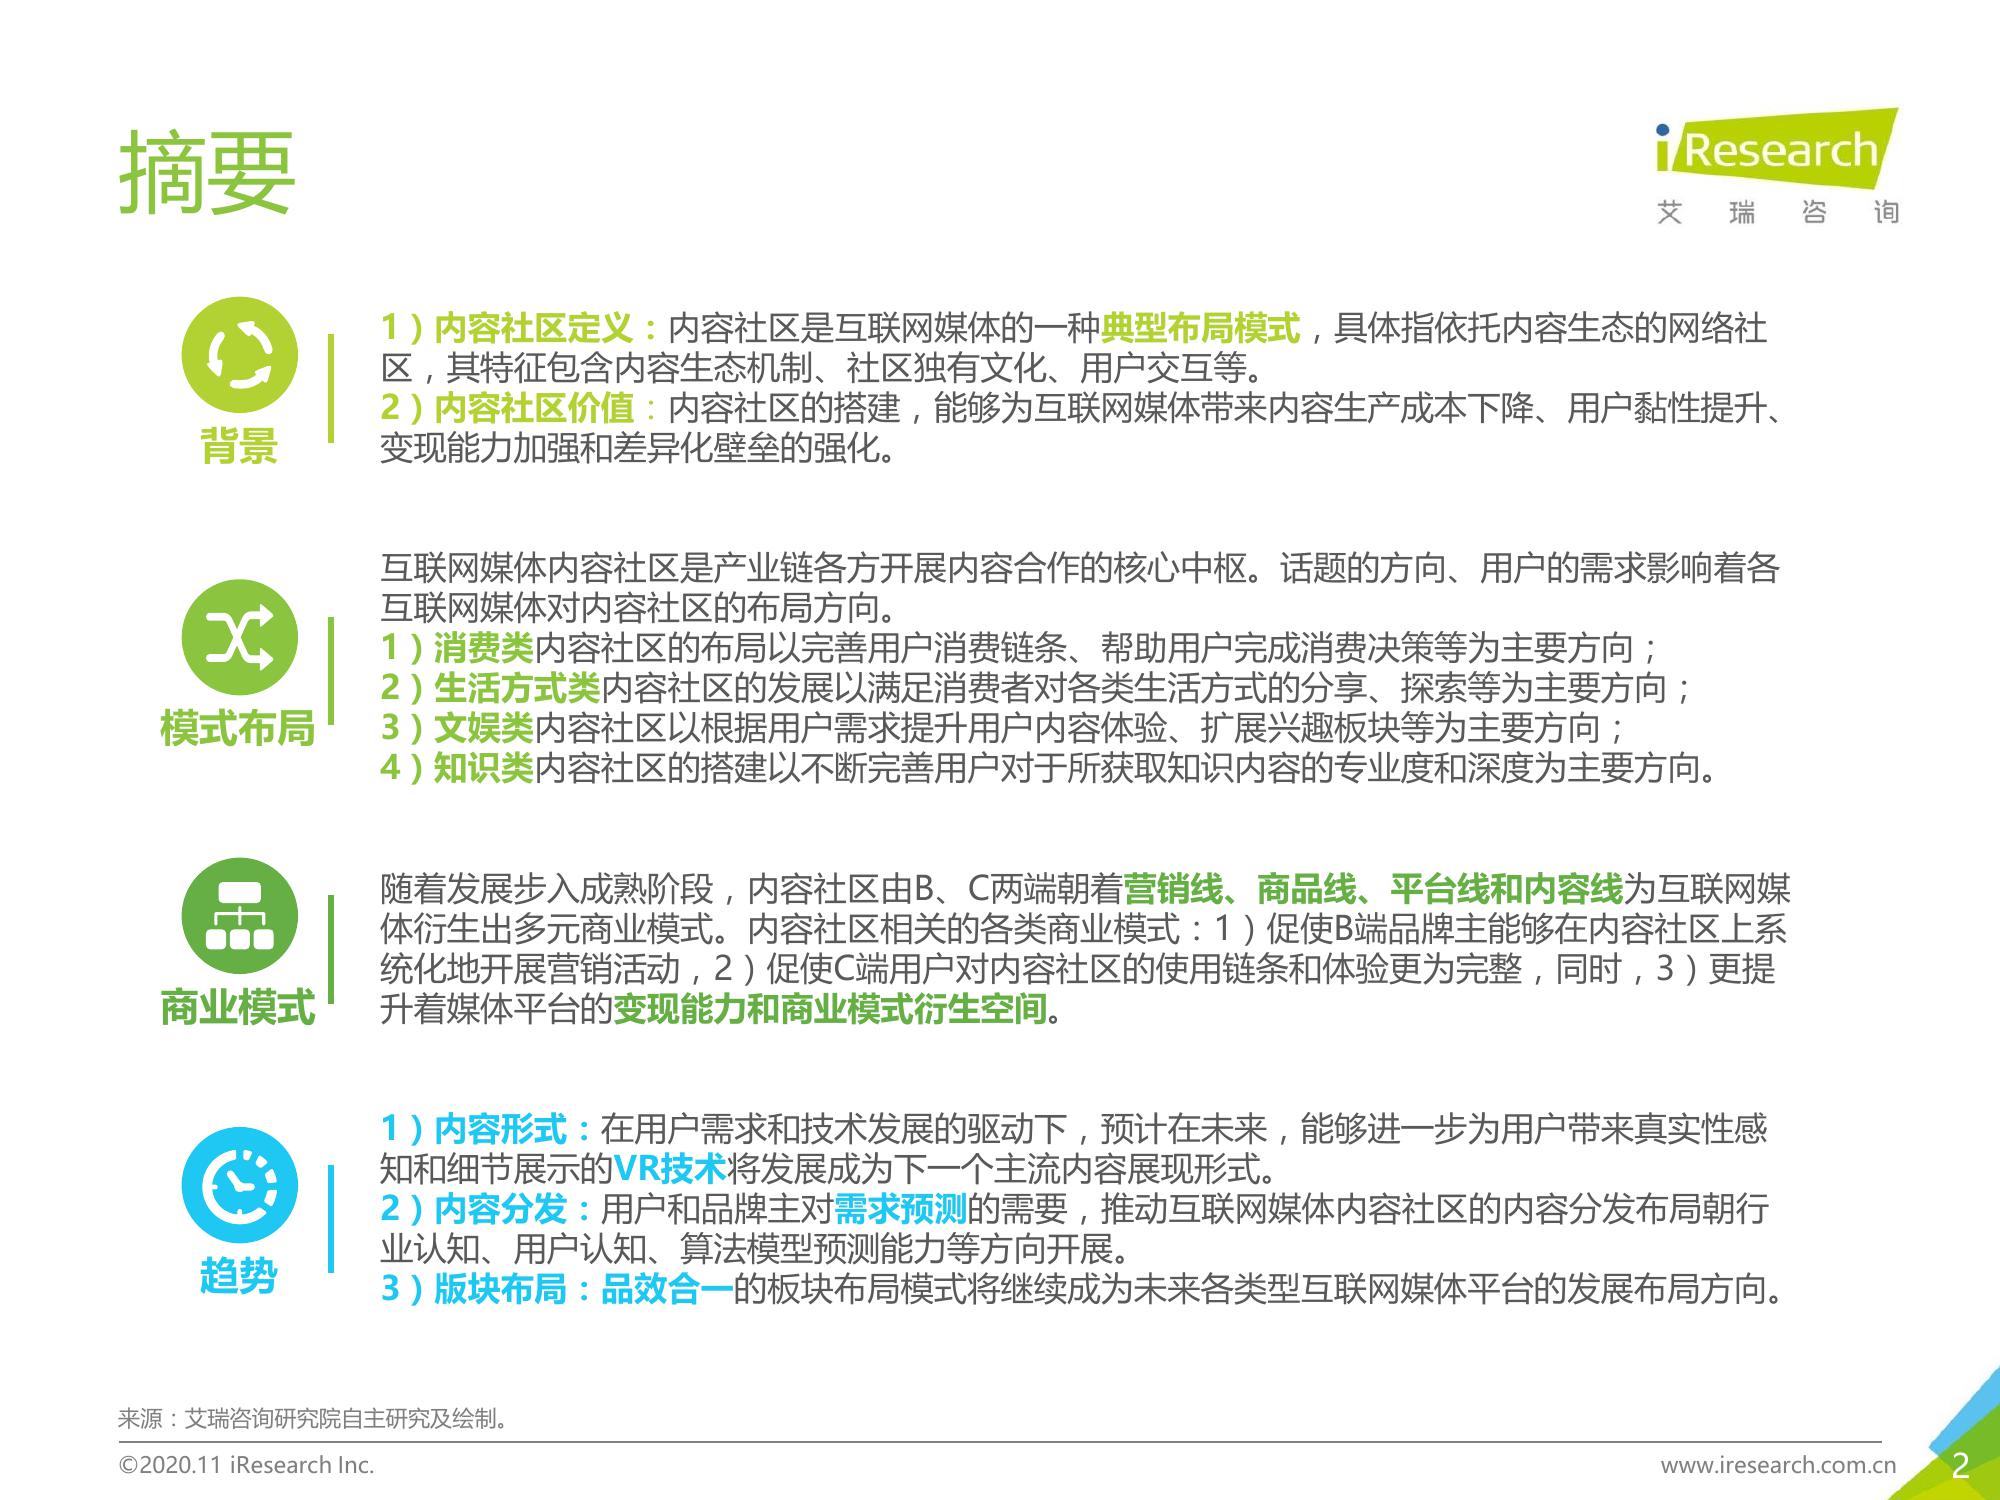 摘要
iResearch
艾瑞咨询
1）内容社区定义：内容社区是互联网媒体的一种典型布局模式，具体指依托内容生态的网络社
区，其特征包含内容生态机制、社区独有文化、用户交互等。
2）内容社区价值：内容社区的搭建，能够为互联网媒体带来内容生产成本下降、用户黏性提升、
变现能力加强和差异化壁垒的强化。
背景
互联网媒体内容社区是产业链各方开展内容合作的核心中枢。话题的方向、用户的需求影响着各
互联网媒体对内容社区的布局方向。
1）消费类内容社区的布局以完善用户消费链条、帮助用户完成消费决策等为主要方向；
2）生活方式类内容社区的发展以满足消费者对各类生活方式的分享、探索等为主要方向；
3）文娱类内容社区以根据用户需求提升用户内容体验、扩展兴趣板块等为主要方向；
4）知识类内容社区的搭建以不断完善用户对于所获取知识内容的专业度和深度为主要方向。
模式布局
随着发展步入成熟阶段，内容社区由B、C两端朝着营销线、商品线、平台线和内容线为互联网媒
体衍生出多元商业模式。内容社区相关的各类商业模式：1）促使B端品牌主能够在内容社区上系
统化地开展营销活动，2）促使C端用户对内容社区的使用链条和体验更为完整，同时，3）更提
升着媒体平台的变现能力和商业模式衍生空间。
商业模式
1）内容形式：在用户需求和技术发展的驱动下，预计在未来，能够进一步为用户带来真实性感
知和细节展示的VR技术将发展成为下一个主流内容展现形式。
2）内容分发：用户和品牌主对需求预测的需要，推动互联网媒体内容社区的内容分发布局朝行
业认知、用户认知、算法模型预测能力等方向开展。
3）版块布局：品效合一的板块布局模式将继续成为未来各类型互联网媒体平台的发展布局方向。
趋势
来源：艾瑞咨询研究院自主研究及绘制。
©2020.11 iResearch Inc.
www.iresearch.com.cn
2